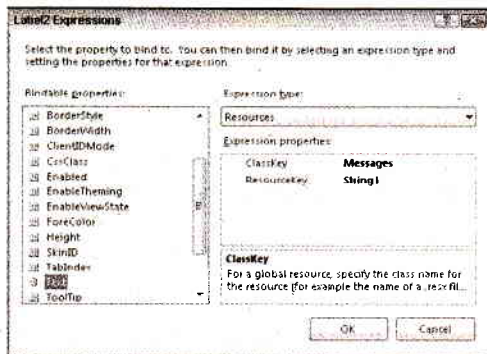 Label2 Expressions
Select the property to bind to. You can then bind it by selecting an expression type and
setting the properties for that expression
Bindable properties:
BorderStyle
BorderWidth
ClientIDMode
CssClass
Enabled
EnableTheming
EnableViewState
ForeColor
Height
SkinID
TabIndex
Text
ToolTip
Expression type:
Resources
Expression properties
ClassKey Messages
ResourceKey String1
ClassKey
For a global resource, specify the class name for
the resource (for example the name of a .resx fil...
OK Cancel